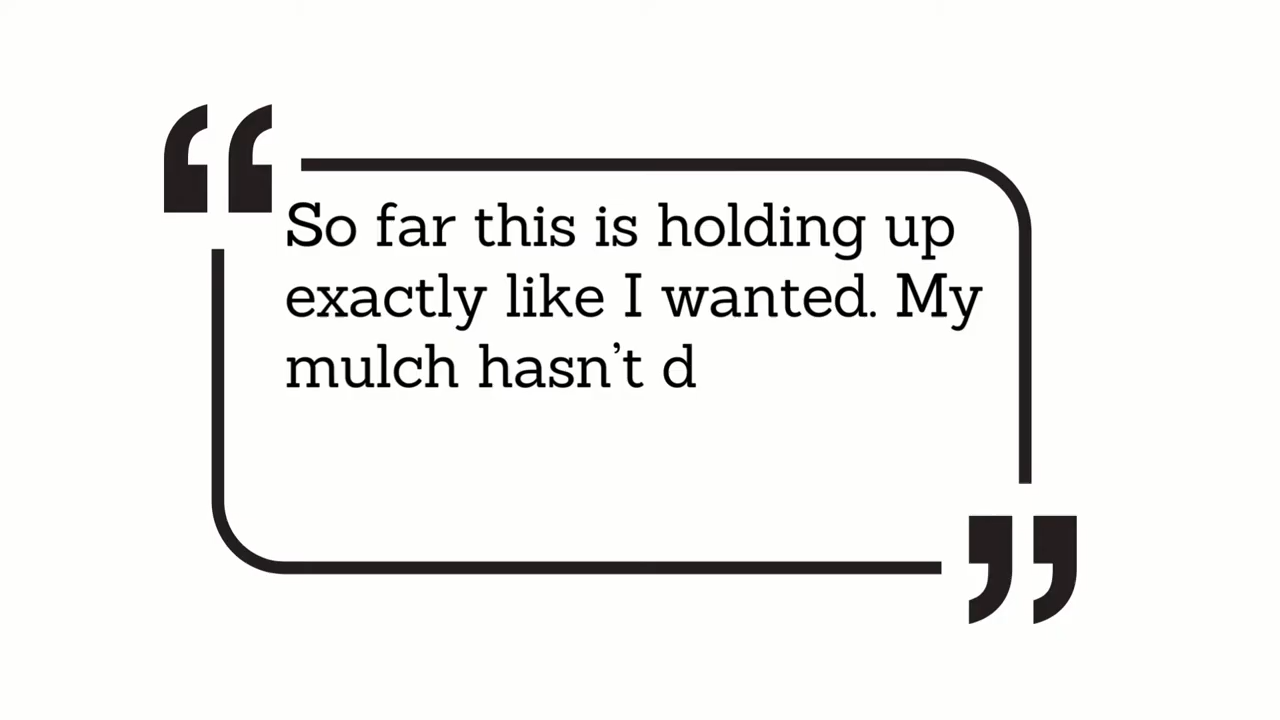 So far this is holding up
exactly like I wanted. My
mulch hasn’t d